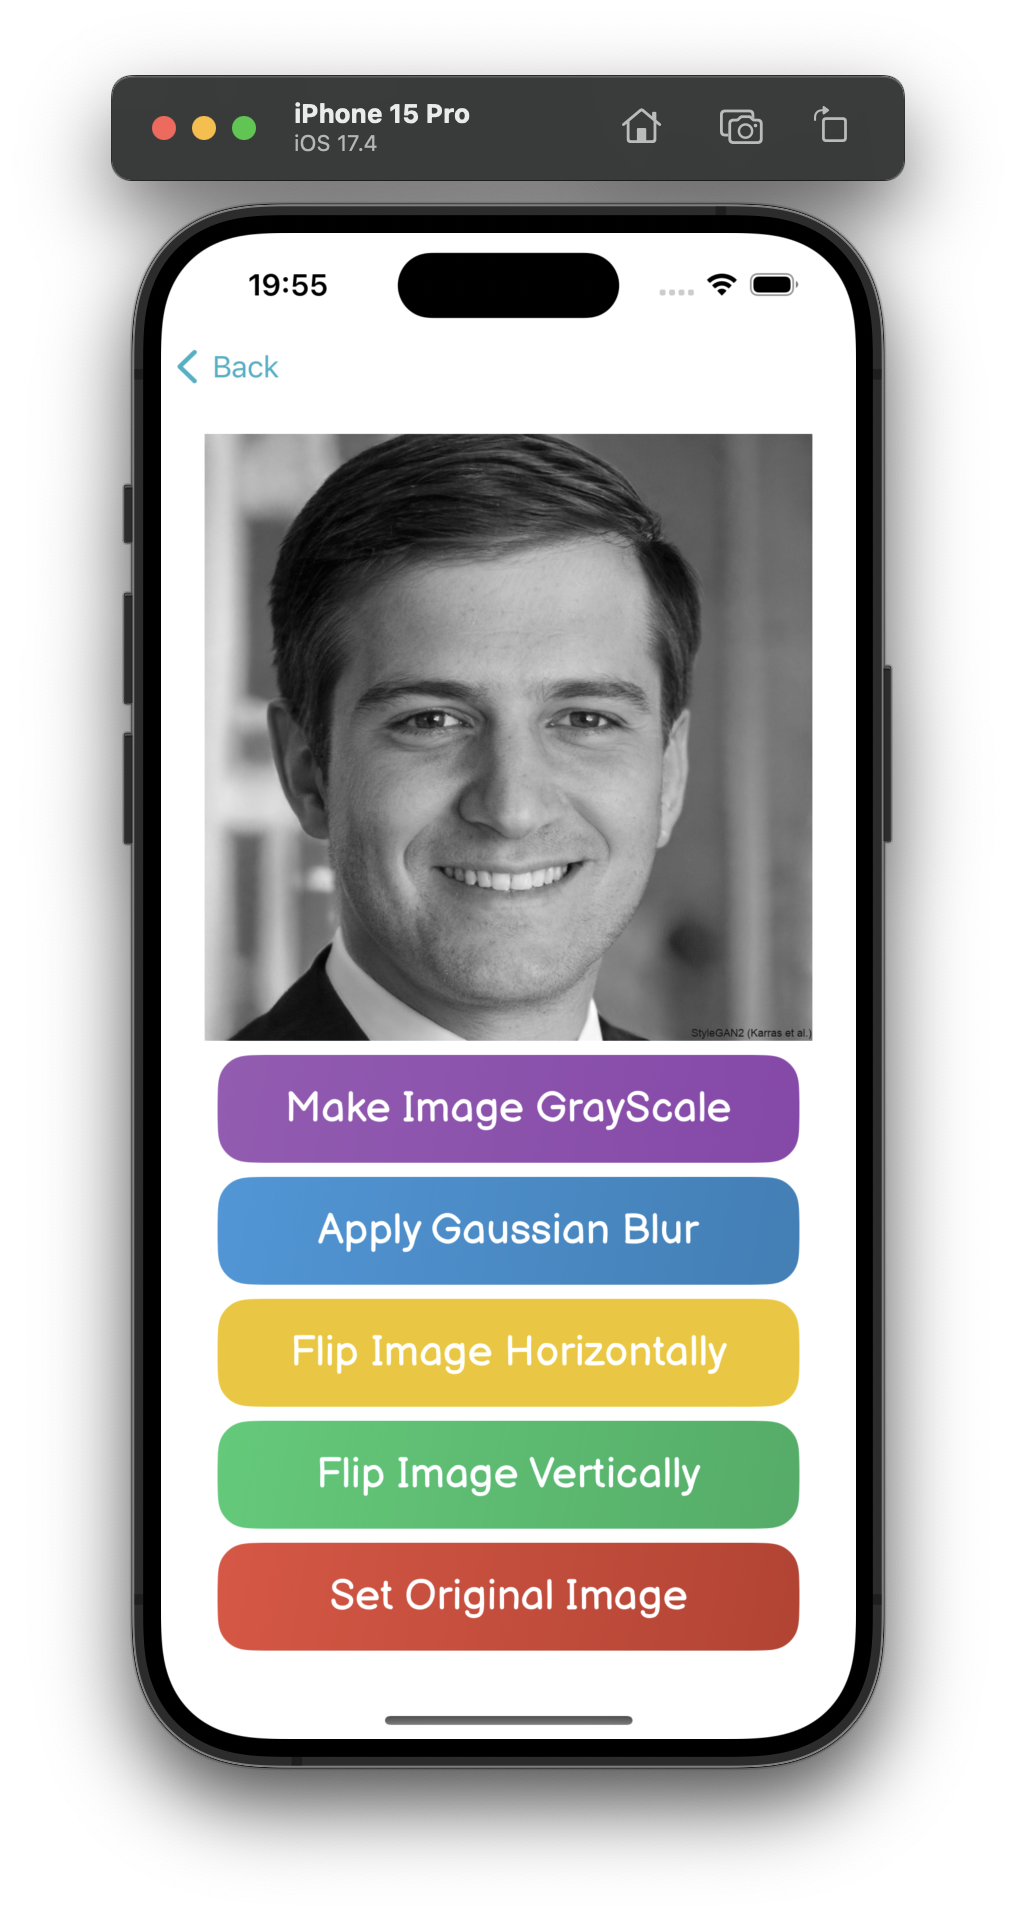 iPhone 15 Pro
iOS 17.4
19:55
Back
StyleGAN2 (Karras et al.)
Make Image GrayScale
Apply Gaussian Blur
Flip Image Horizontally
Flip Image Vertically
Set Original Image